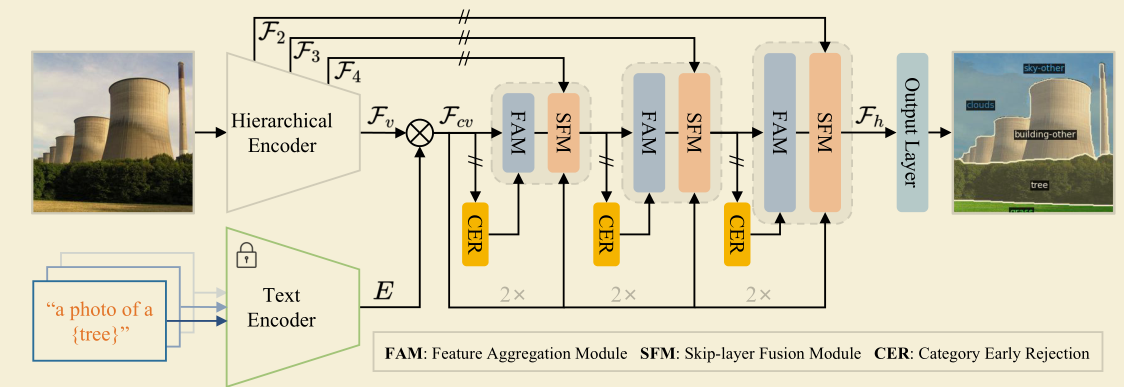 F2
F3
F4
Hierarchical
Encoder
Fv
Fcv
FAM
SFM
FAM
SFM
FAM
SFM
Fh
Output Layer
sky-other
clouds
building-other
tree
grass
CER
CER
CER
"a photo of a
{tree}"
Text
Encoder
E
2×
2×
2×
FAM: Feature Aggregation Module SFM: Skip-layer Fusion Module CER: Category Early Rejection